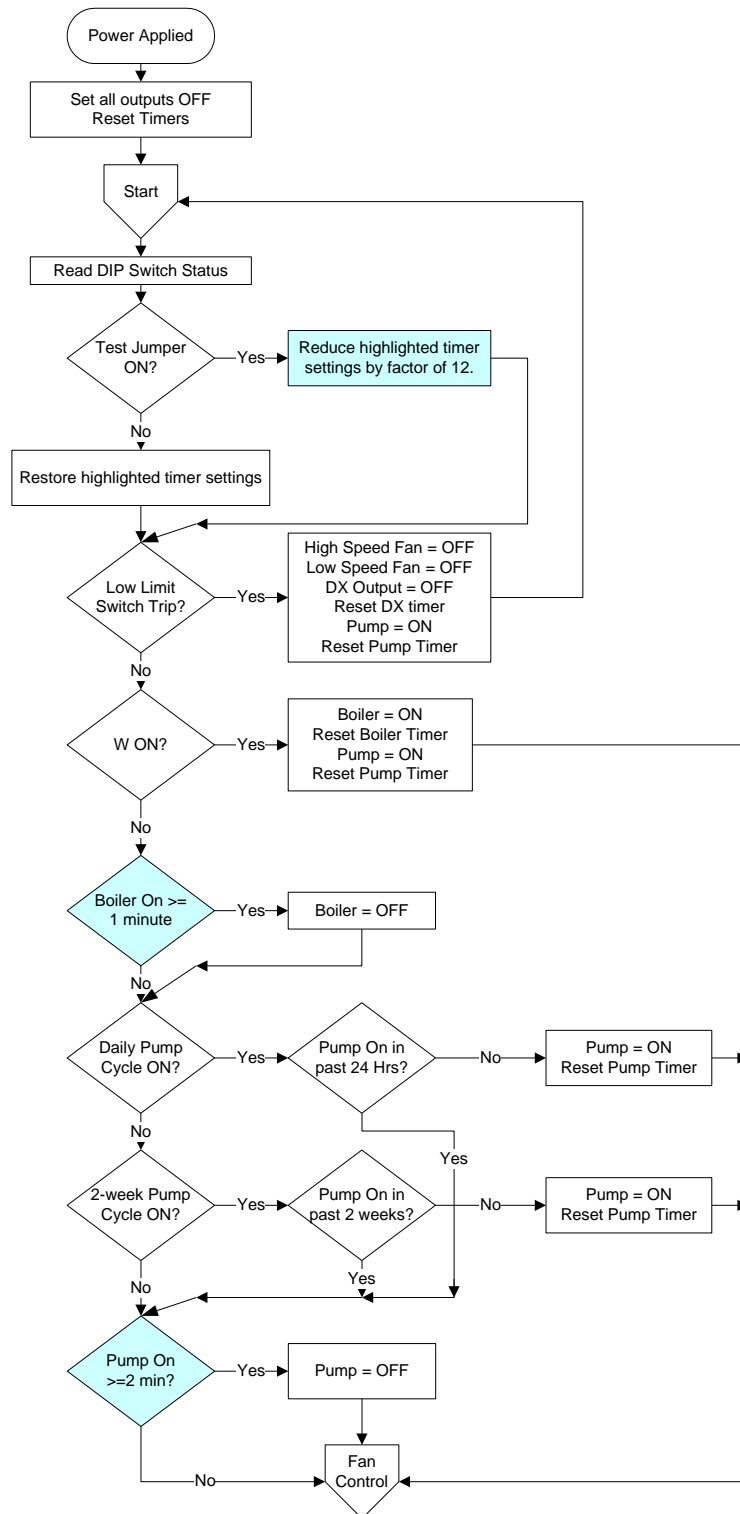 Power Applied
Set all outputs OFF
Reset Timers
Start
Read DIP Switch Status
Test Jumper
ON?
Yes
Reduce highlighted timer
settings by factor of 12.
No
Restore highlighted timer settings
Low Limit
Switch Trip?
Yes
High Speed Fan = OFF
Low Speed Fan = OFF
DX Output = OFF
Reset DX timer
Pump = ON
Reset Pump Timer
No
W ON?
Yes
Boiler = ON
Reset Boiler Timer
Pump = ON
Reset Pump Timer
No
Boiler On >=
1 minute
Yes
Boiler = OFF
No
Daily Pump
Cycle ON?
Yes
Pump On in
past 24 Hrs?
No
Pump = ON
Reset Pump Timer
No
Yes
2-week Pump
Cycle ON?
Yes
Pump On in
past 2 weeks?
No
Pump = ON
Reset Pump Timer
Yes
No
Pump On
>=2 min?
Yes
Pump = OFF
No
Fan
Control